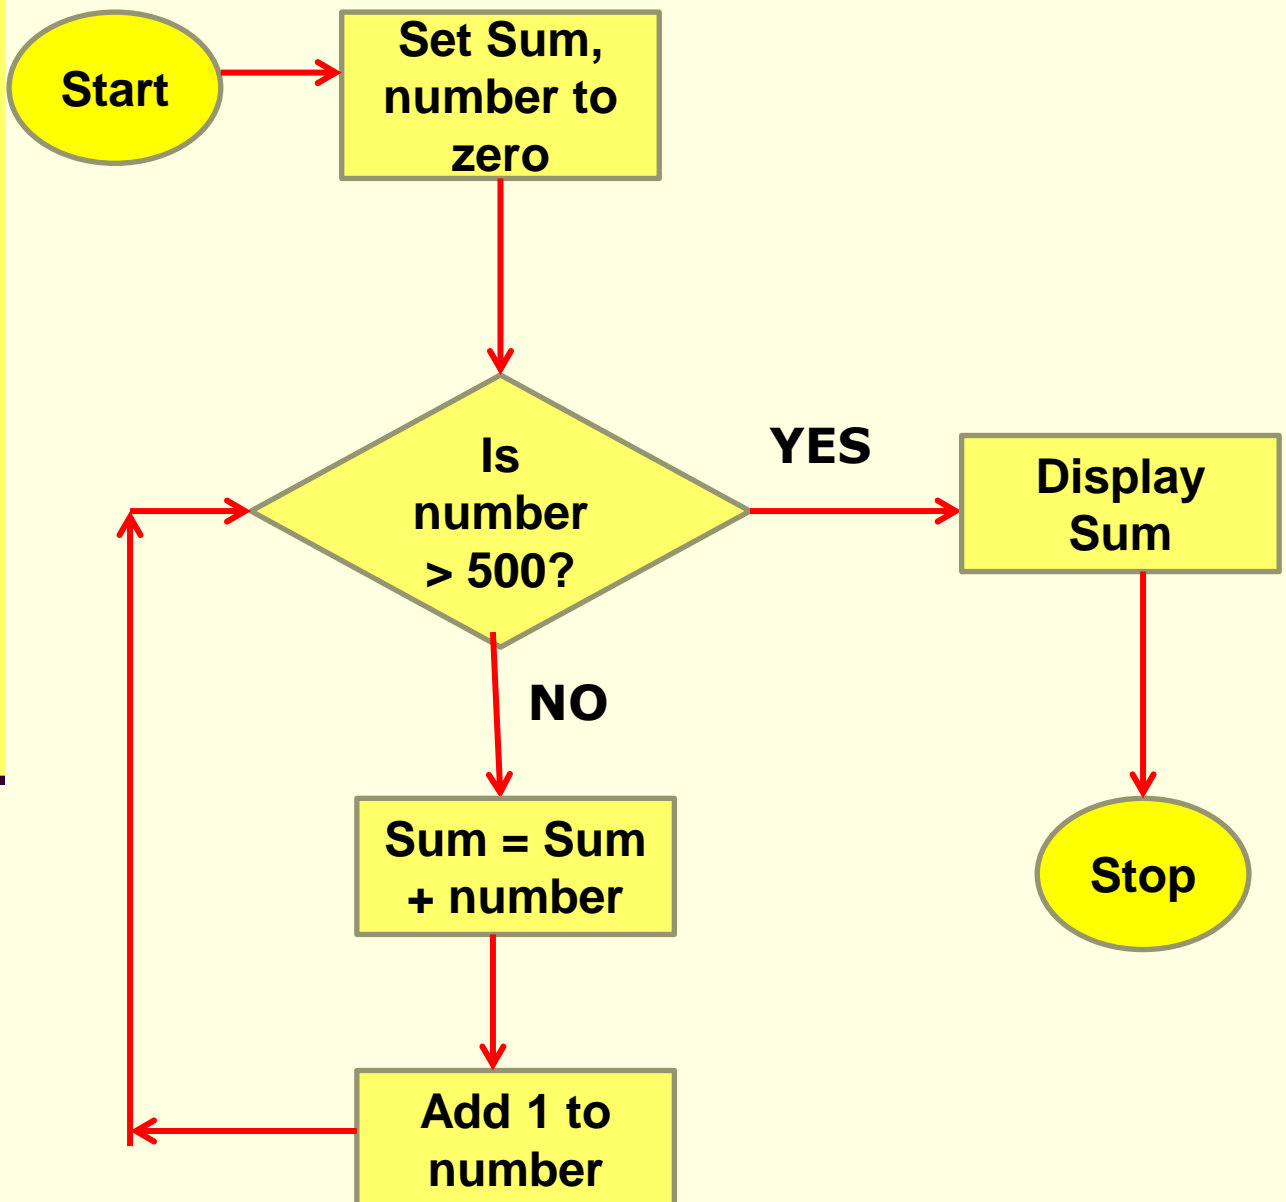 Start
Set Sum,
number to
zero
Is
number
> 500?
YES
Display
Sum
NO
Sum = Sum
+ number
Stop
Add 1 to
number